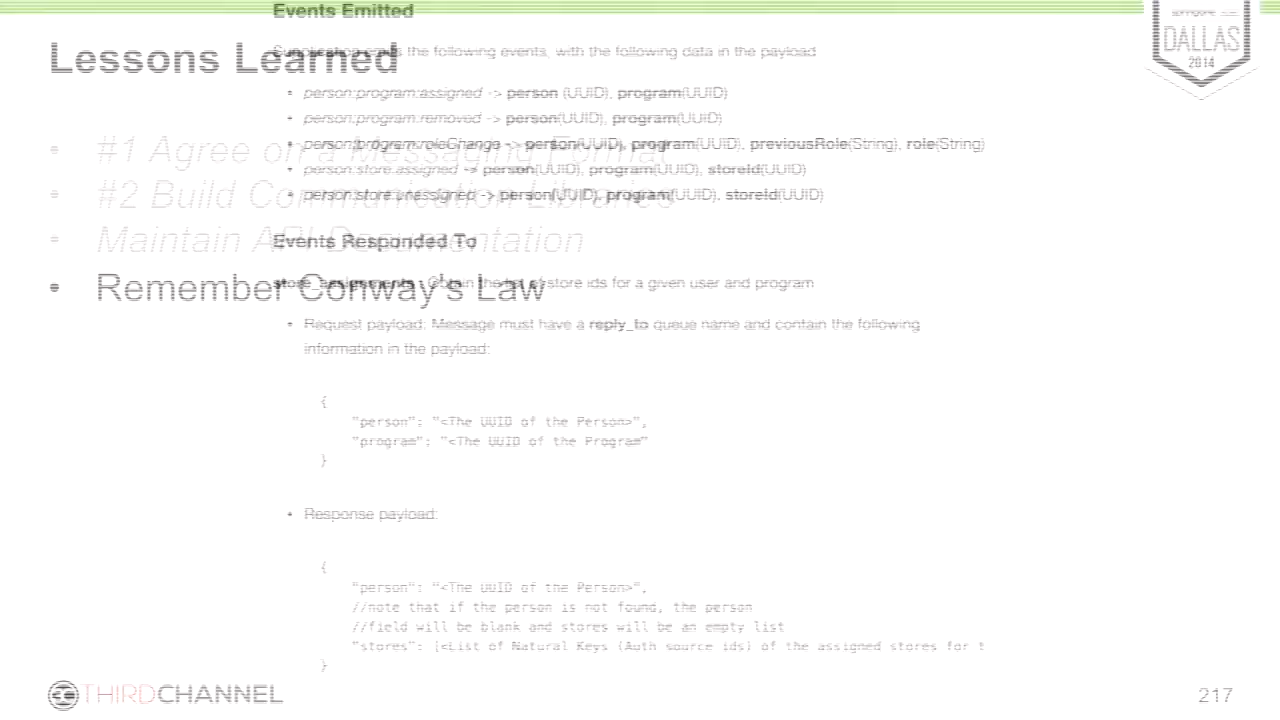 Events Emitted
Lessons Learned
the following events, with the following data in the payload
• person:program:assigned -> person (UUID), program(UUID)
• person:program:removed -> person(UUID), program(UUID)
• person:program:roleChange -> person(UUID), program(UUID), previousRole(String), role(String)
• #1 Agree on a Messaging Format
• person:store:assigned -> person(UUID), program(UUID), storeId(UUID)
• person:store:unassigned -> person(UUID), program(UUID), storeId(UUID)
• #2 Build Communication Libraries
Events Responded To
• Maintain API Documentation
store_assignments - Obtain the list of store ids for a given user and program
• Remember Conway's Law
• Request payload: Message must have a reply_to queue name and contain the following
information in the payload:
{
"person": "<The UUID of the Person>",
"program": "<The UUID of the Program"
}
• Response payload:
{
"person": "<The UUID of the Person>",
//note that if the person is not found, the person
//field will be blank and stores will be an empty list
"stores": [<List of Natural Keys (Auth source ids) of the assigned stores for t
}
THIRDCHANNEL
217
DALLAS
2014